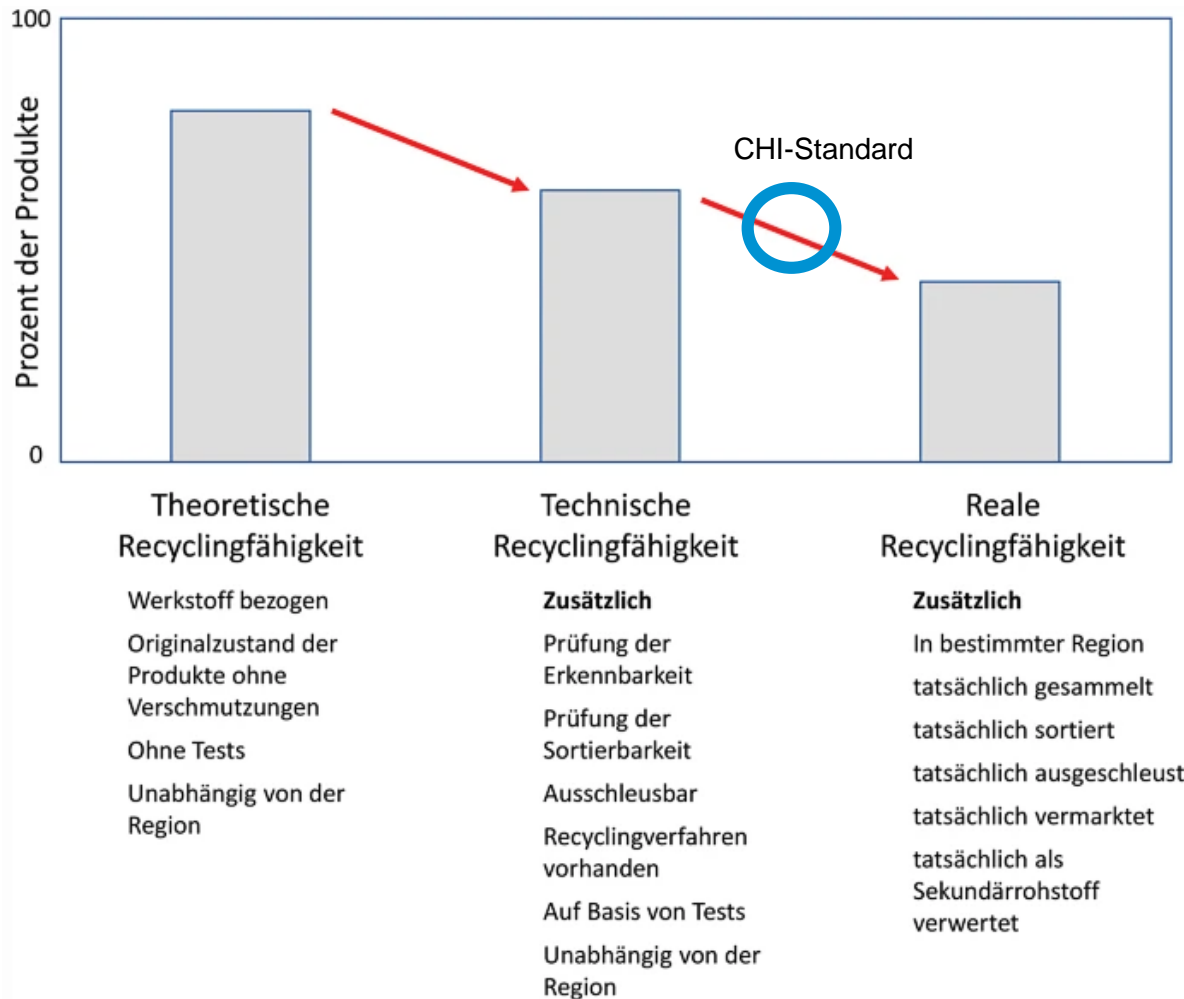 100
Prozent der Produkte
0
CHI-Standard
Theoretische
Recyclingfähigkeit
Werkstoff bezogen
Originalzustand der
Produkte ohne
Verschmutzungen
Ohne Tests
Unabhängig von der
Region
Technische
Recyclingfähigkeit
Zusätzlich
Prüfung der
Erkennbarkeit
Prüfung der
Sortierbarkeit
Ausschleusbar
Recyclingverfahren
vorhanden
Auf Basis von Tests
Unabhängig von der
Region
Reale
Recyclingfähigkeit
Zusätzlich
In bestimmter Region
tatsächlich gesammelt
tatsächlich sortiert
tatsächlich ausgeschleust
tatsächlich vermarktet
tatsächlich als
Sekundärrohstoff
verwertet